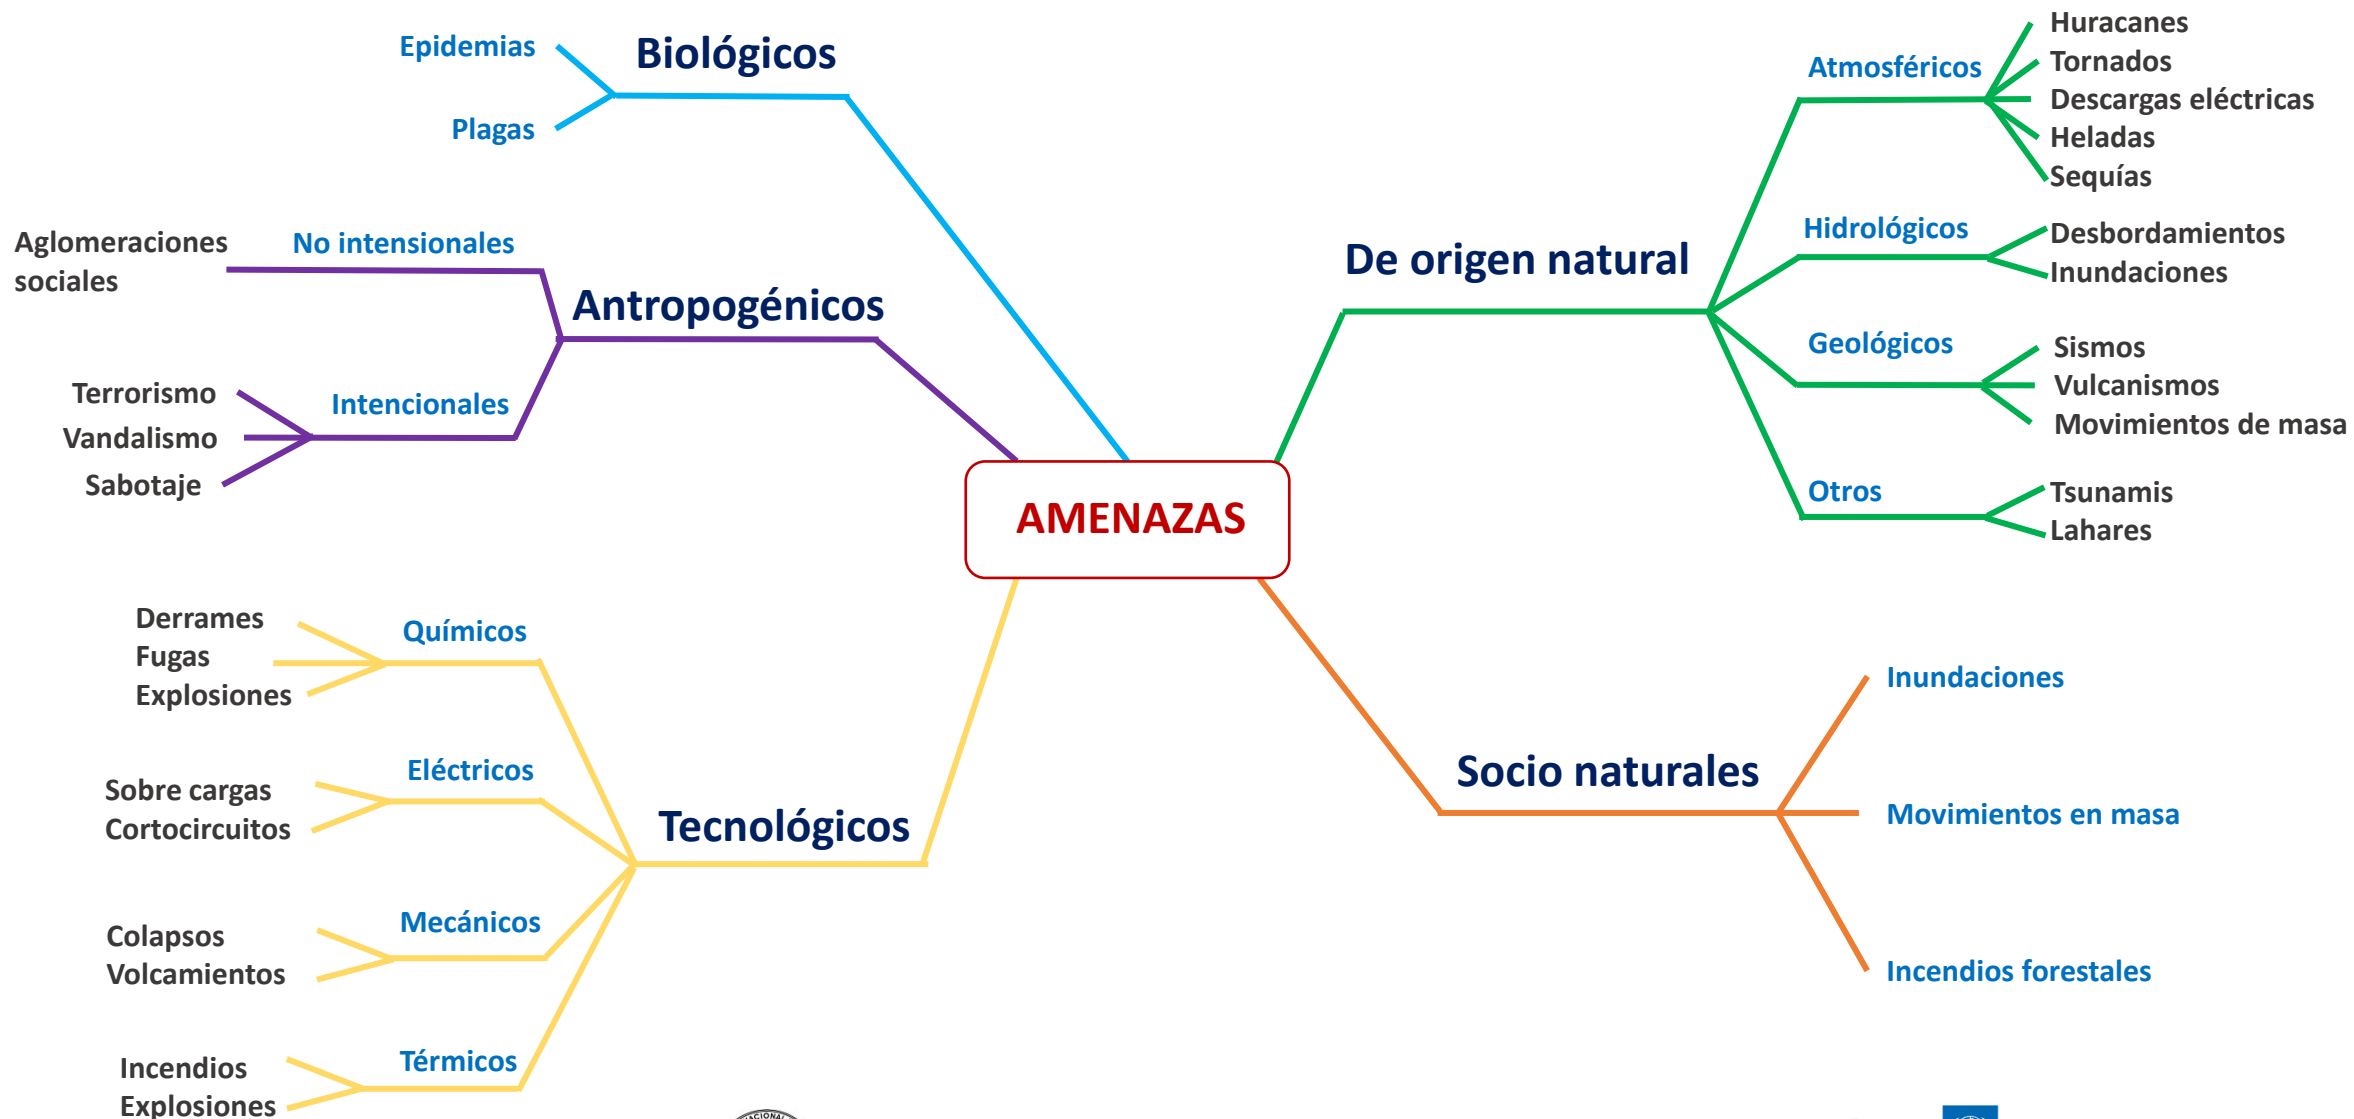 Biológicos
Epidemias
Plagas
Antropogénicos
No intensionales
Aglomeraciones
sociales
Intencionales
Terrorismo
Vandalismo
Sabotaje
AMENAZAS
Tecnológicos
Químicos
Derrames
Fugas
Explosiones
Eléctricos
Sobre cargas
Cortocircuitos
Mecánicos
Colapsos
Volcamientos
Térmicos
Incendios
Explosiones
De origen natural
Atmosféricos
Huracanes
Tornados
Descargas eléctricas
Heladas
Sequías
Hidrológicos
Desbordamientos
Inundaciones
Geológicos
Sismos
Vulcanismos
Movimientos de masa
Otros
Tsunamis
Lahares
Socio naturales
Inundaciones
Movimientos en masa
Incendios forestales